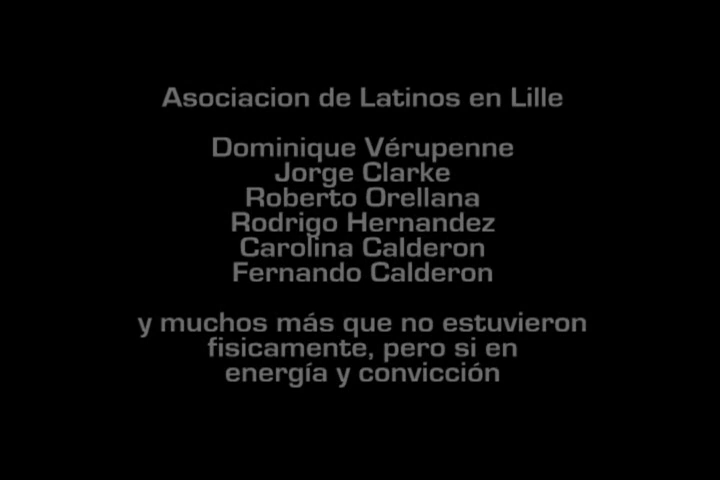 Asociacion de Latinos en Lille
Dominique Vérupenne
Jorge Clarke
Roberto Orellana
Rodrigo Hernandez
Carolina Calderon
Fernando Calderon
y muchos más que no estuvieron
fisicamente, pero si en
energía y convicción